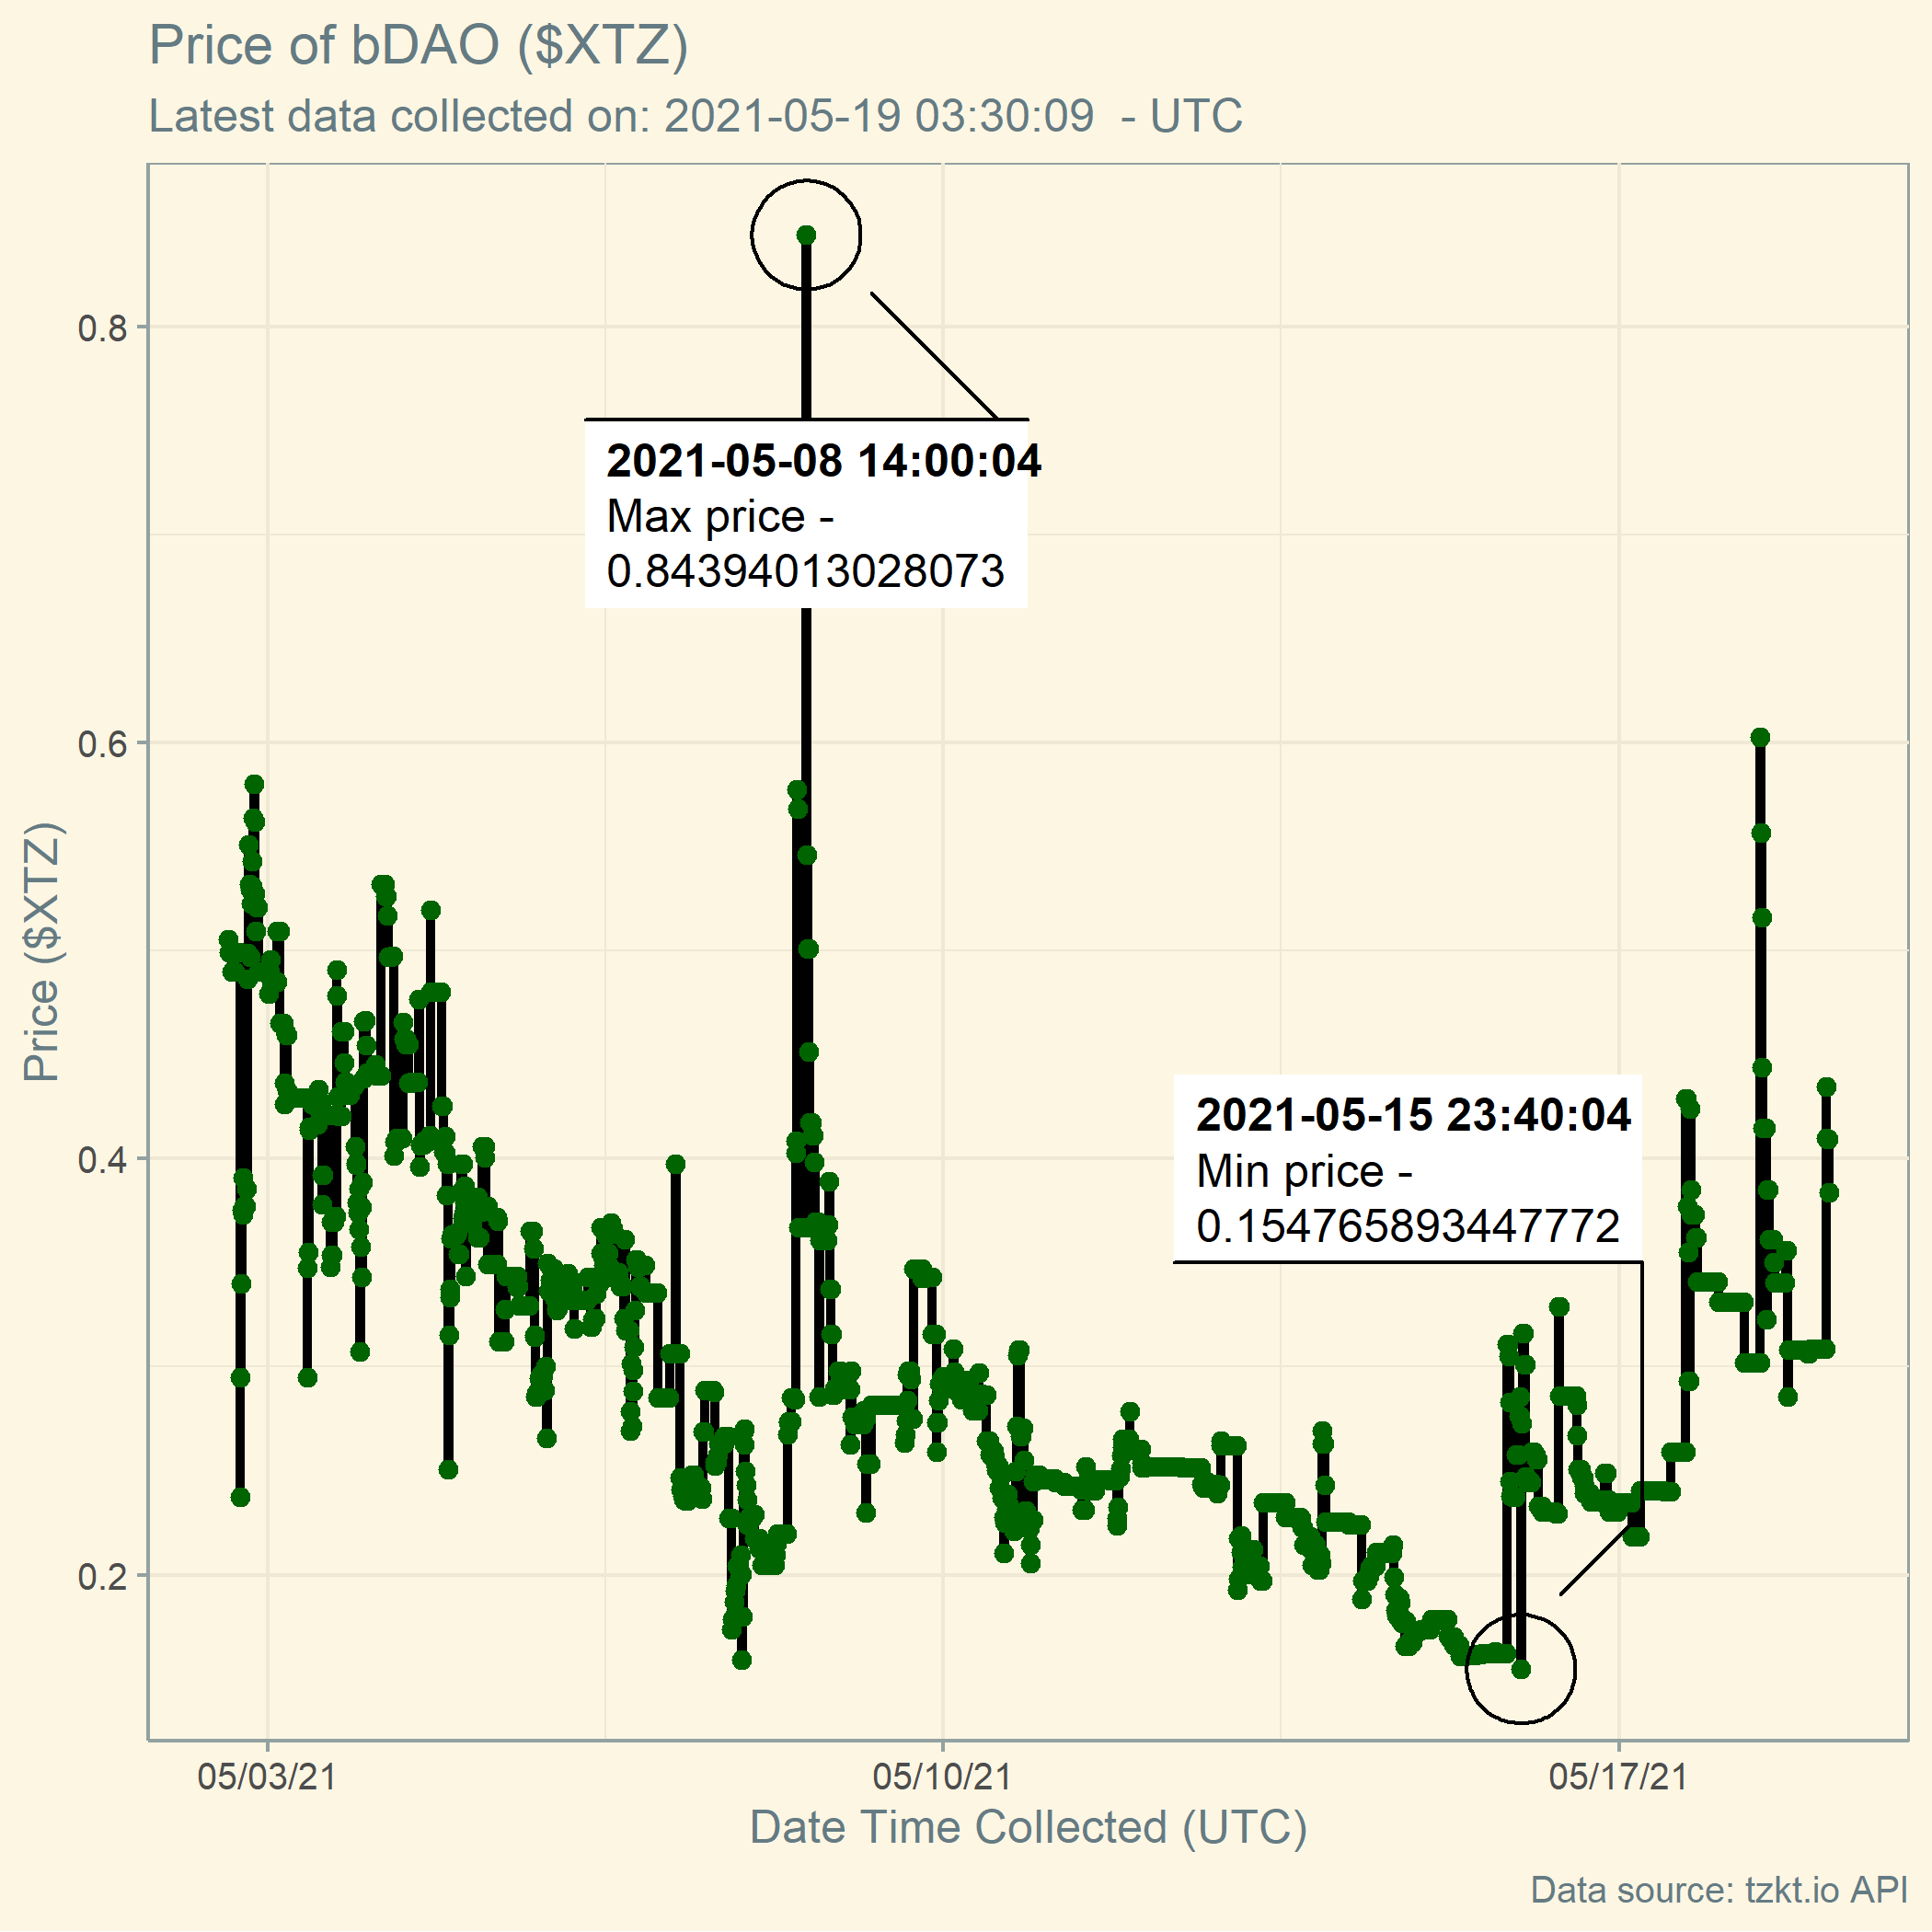 Price of bDAO ($XTZ)
Latest data collected on: 2021-05-19 03:30:09  - UTC
0.8
0.6
0.4
0.2
Price ($XTZ)
2021-05-08 14:00:04
Max price -
0.84394013028073
2021-05-15 23:40:04
Min price -
0.154765893447772
05/03/21
05/10/21
05/17/21
Date Time Collected (UTC)
Data source: tzkt.io API